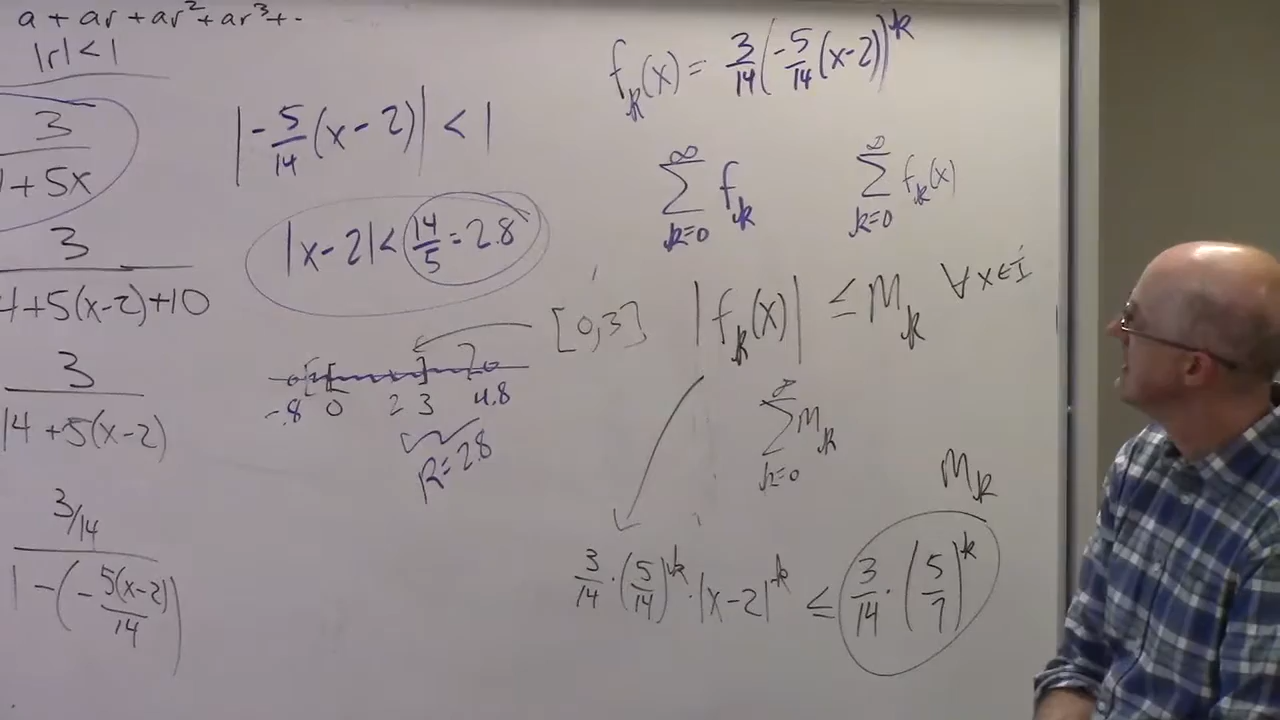 a + ar + ar² + ar³ + ··
|r| < 1
3
+ 5x
3
4+5(x-2)+10
3
14 +5(x-2)
3/14
1 - (- 5(x-2)/14)
|- 5/14 (x-2)| < 1
|x-2| < 14/5 = 2.8
[0,3]
-.8 0 2 3 4.8
R=2.8
f_k(x) = 3/14 (-5/14 (x-2))^k
∑_{k=0}^∞ f_k ∑_{k=0}^∞ f_k(x)
|f_k(x)| ≤ M_k ∀x∈I
∑_{k=0}^∞ M_k
M_k
3/14 · (5/14)^k · |x-2|^k ≤ 3/14 · (5/7)^k